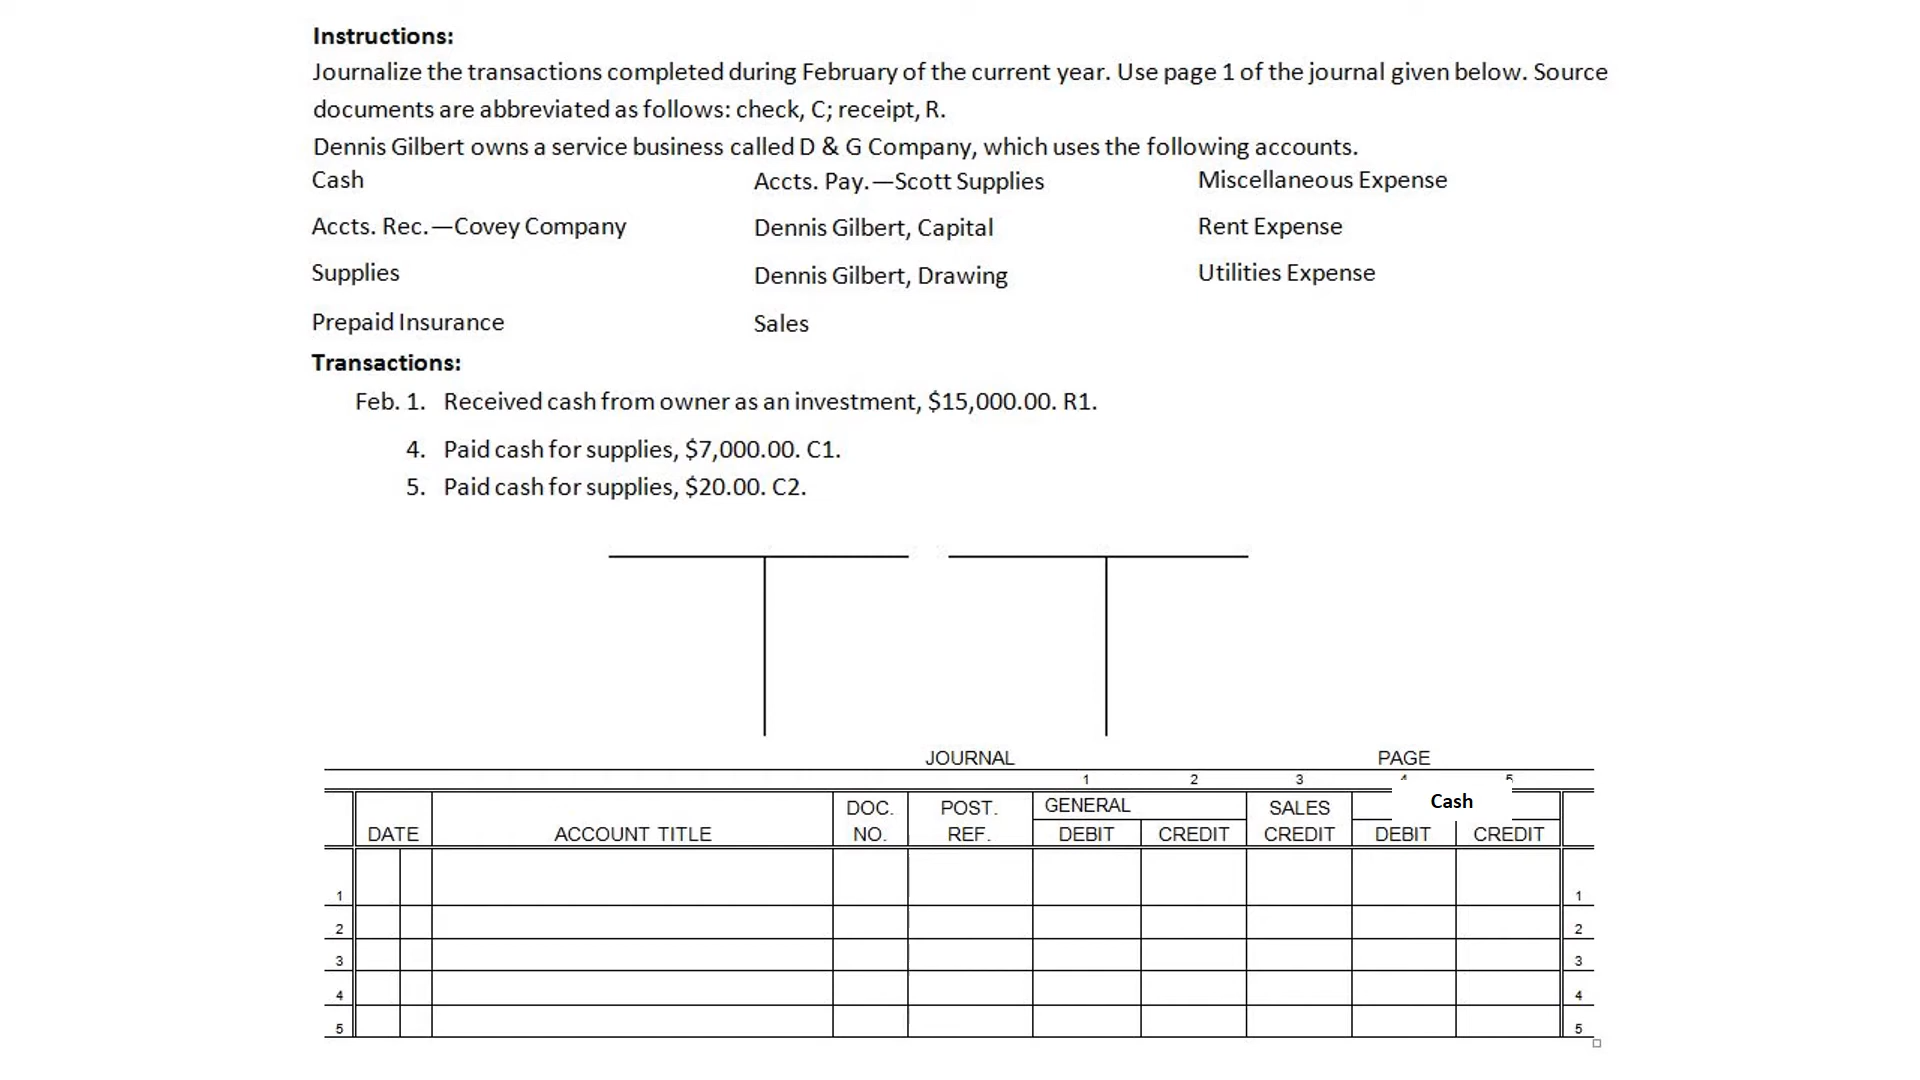 Instructions:
Journalize the transactions completed during February of the current year. Use page 1 of the journal given below. Source
documents are abbreviated as follows: check, C; receipt, R.
Dennis Gilbert owns a service business called D & G Company, which uses the following accounts.
Cash Accts. Pay.—Scott Supplies Miscellaneous Expense
Accts. Rec.—Covey Company Dennis Gilbert, Capital Rent Expense
Supplies Dennis Gilbert, Drawing Utilities Expense
Prepaid Insurance Sales
Transactions:
Feb. 1. Received cash from owner as an investment, $15,000.00. R1.
4. Paid cash for supplies, $7,000.00. C1.
5. Paid cash for supplies, $20.00. C2.
JOURNAL PAGE
1 2 3 4 5
DOC. POST. GENERAL SALES Cash
DATE ACCOUNT TITLE NO. REF. DEBIT CREDIT CREDIT DEBIT CREDIT
1 1
2 2
3 3
4 4
5 5